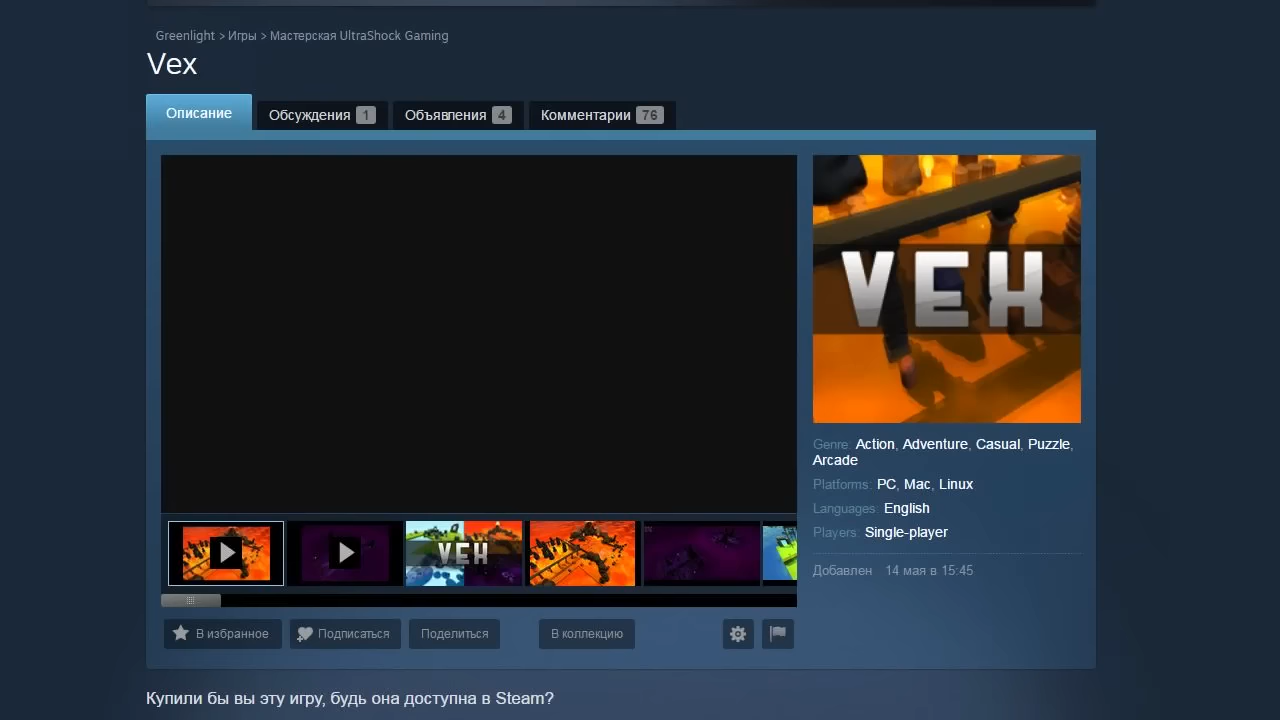 Greenlight > Игры > Мастерская UltraShock Gaming
Vex
Описание
Обсуждения 1
Объявления 4
Комментарии 76
VEX
Genre: Action, Adventure, Casual, Puzzle,
Arcade
Platforms: PC, Mac, Linux
Languages: English
Players: Single-player
Добавлен 14 мая в 15:45
VEX
В избранное
Подписаться
Поделиться
В коллекцию
Купили бы вы эту игру, будь она доступна в Steam?